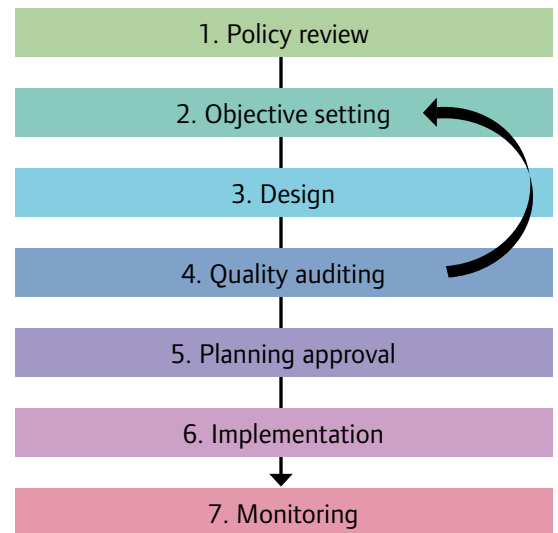 1. Policy review
2. Objective setting
3. Design
4. Quality auditing
5. Planning approval
6. Implementation
7. Monitoring